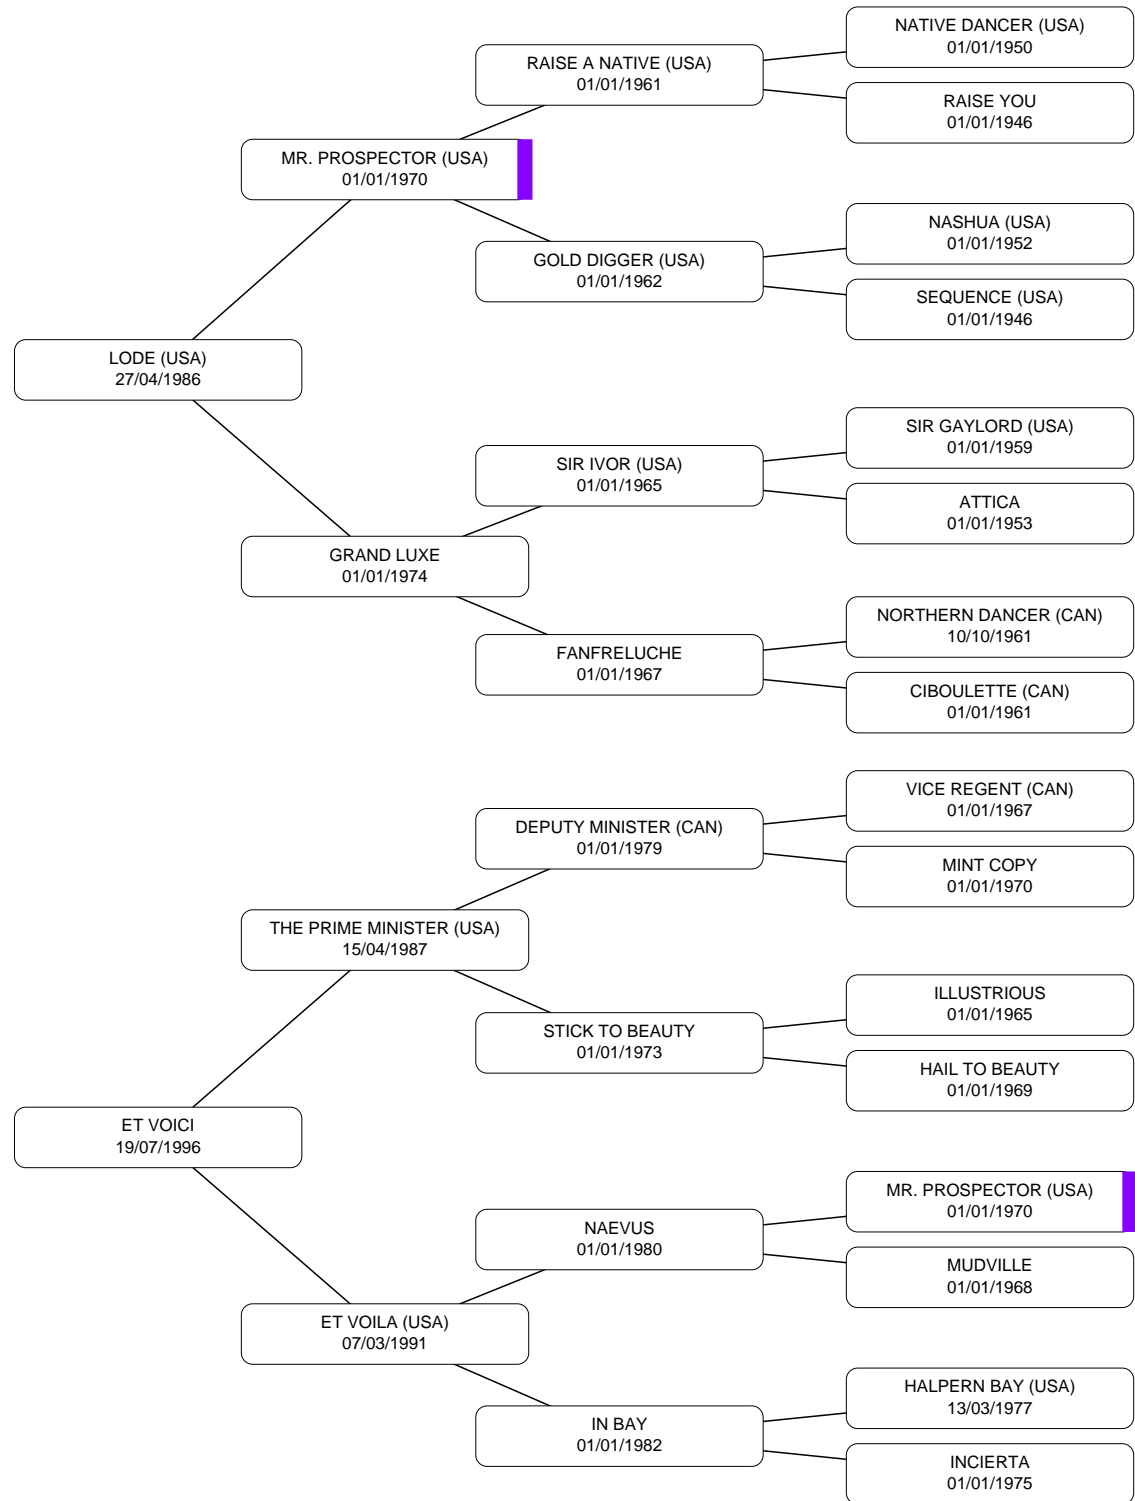 NATIVE DANCER (USA)
01/01/1950
RAISE A NATIVE (USA)
01/01/1961
RAISE YOU
01/01/1946
MR. PROSPECTOR (USA)
01/01/1970
NASHUA (USA)
01/01/1952
GOLD DIGGER (USA)
01/01/1962
SEQUENCE (USA)
01/01/1946
LODE (USA)
27/04/1986
SIR GAYLORD (USA)
01/01/1959
SIR IVOR (USA)
01/01/1965
ATTICA
01/01/1953
GRAND LUXE
01/01/1974
NORTHERN DANCER (CAN)
10/10/1961
FANFRELUCHE
01/01/1967
CIBOULETTE (CAN)
01/01/1961
VICE REGENT (CAN)
01/01/1967
DEPUTY MINISTER (CAN)
01/01/1979
MINT COPY
01/01/1970
THE PRIME MINISTER (USA)
15/04/1987
ILLUSTRIOUS
01/01/1965
STICK TO BEAUTY
01/01/1973
HAIL TO BEAUTY
01/01/1969
ET VOICI
19/07/1996
MR. PROSPECTOR (USA)
01/01/1970
NAEVUS
01/01/1980
MUDVILLE
01/01/1968
ET VOILA (USA)
07/03/1991
HALPERN BAY (USA)
13/03/1977
IN BAY
01/01/1982
INCIERTA
01/01/1975